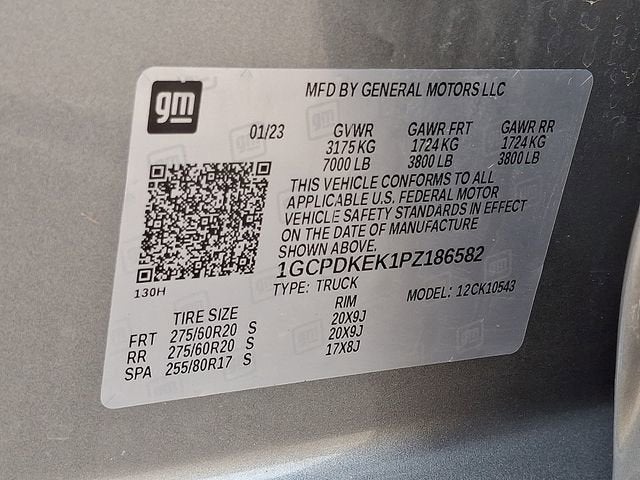 gm
MFD BY GENERAL MOTORS LLC
01/23 GVWR GAWR FRT GAWR RR
3175 KG 1724 KG 1724 KG
7000 LB 3800 LB 3800 LB
THIS VEHICLE CONFORMS TO ALL
APPLICABLE U.S. FEDERAL MOTOR
VEHICLE SAFETY STANDARDS IN EFFECT
ON THE DATE OF MANUFACTURE
SHOWN ABOVE.
1GCPDKEK1PZ186582
130H
TYPE: TRUCK MODEL: 12CK10543
TIRE SIZE RIM
FRT 275/60R20 S 20X9J
RR 275/60R20 S 20X9J
SPA 255/80R17 S 17X8J